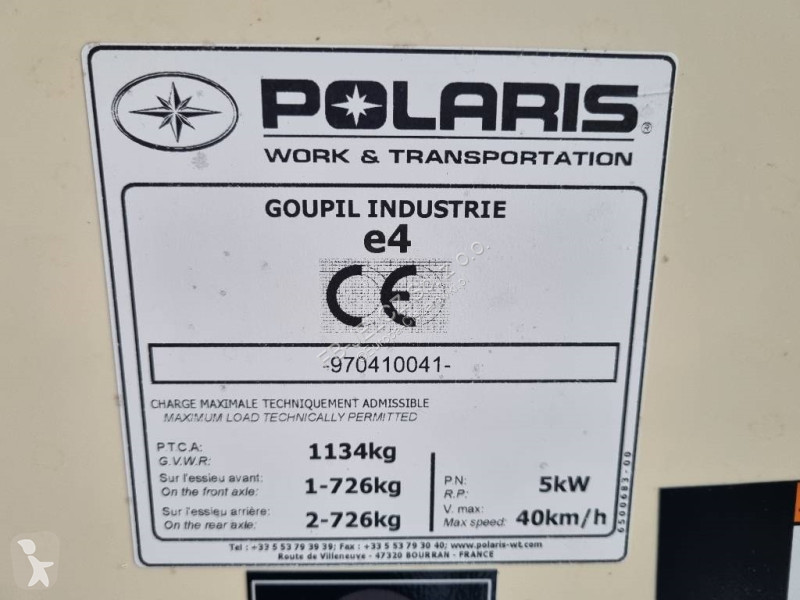 POLARIS®
WORK & TRANSPORTATION
GOUPIL INDUSTRIE
e4
CE
-970410041-
CHARGE MAXIMALE TECHNIQUEMENT ADMISSIBLE
MAXIMUM LOAD TECHNICALLY PERMITTED
P.T.C.A:
G.V.W.R:
1134kg
Sur l'essieu avant:
On the front axle:
1-726kg
Sur l'essieu arrière:
On the rear axle:
2-726kg
P.N:
R.P.:
5kW
V. max:
Max speed:
40km/h
Tel : +33 5 53 79 39 39; Fax : +33 5 53 79 30 40; www.polaris-wt.com
Route de Villeneuve - 47320 BOURRAN - FRANCE
6500683-00